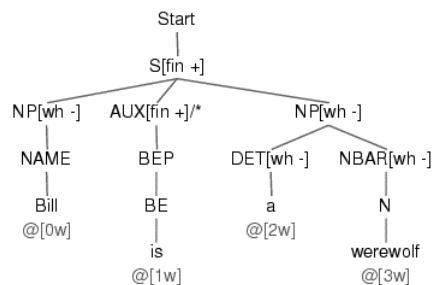 Start
S[fin +]
NP[wh -] AUX[fin +]/* NP[wh -]
NAME BEP DET[wh -] NBAR[wh -]
Bill BE a N
@[0w] @[2w]
is werewolf
@[1w] @[3w]